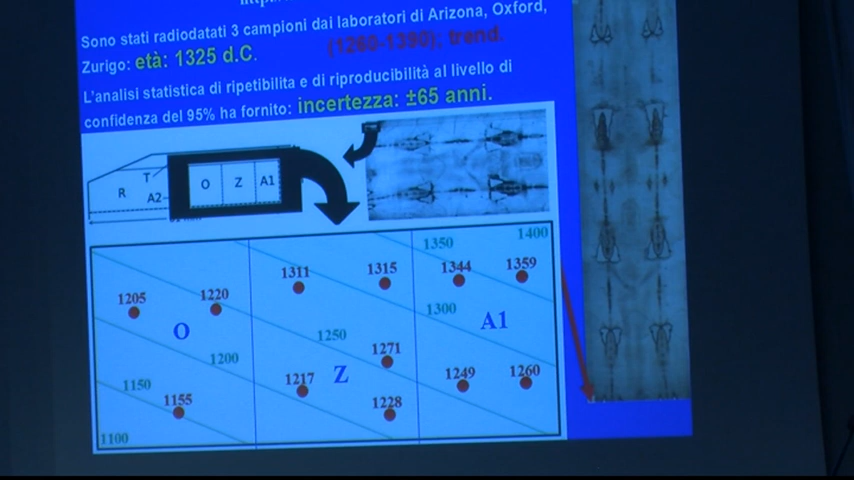 Sono stati radiodatati 3 campioni dai laboratori di Arizona, Oxford,
Zurigo: età: 1325 d.C. (1260-1390); trend.
L'analisi statistica di ripetibilita e di riproducibilità al livello di
confidenza del 95% ha fornito: incertezza: ±65 anni.
T
R O Z A1
A2
1350 1400
1311 1315 1344 1359
1205 1220
1300
O A1
1250
1200 1271
1217 Z 1249 1260
1150
1155 1228
1100